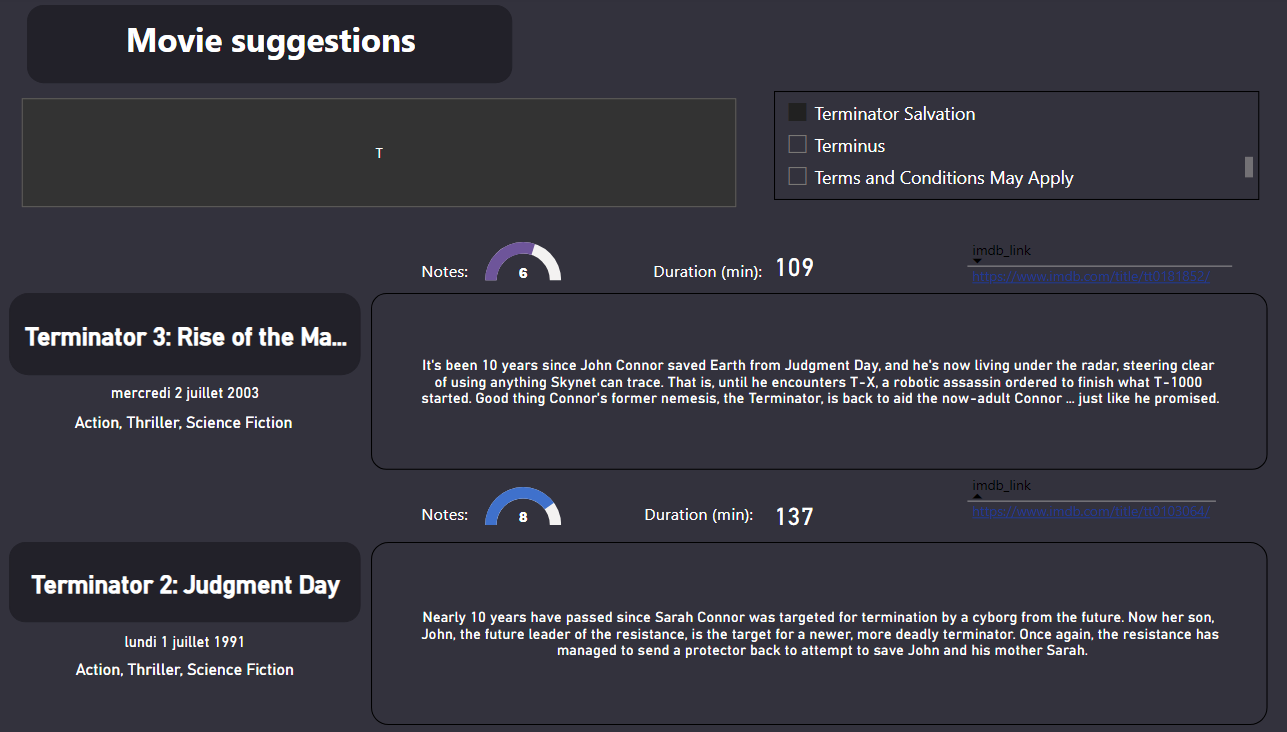 Movie suggestions
T
Terminator Salvation
Terminus
Terms and Conditions May Apply
Notes:
6
Duration (min):
109
imdb_link
https://www.imdb.com/title/tt0181852/
Terminator 3: Rise of the Ma...
mercredi 2 juillet 2003
Action, Thriller, Science Fiction
It's been 10 years since John Connor saved Earth from Judgment Day, and he's now living under the radar, steering clear
of using anything Skynet can trace. That is, until he encounters T-X, a robotic assassin ordered to finish what T-1000
started. Good thing Connor's former nemesis, the Terminator, is back to aid the now-adult Connor … just like he promised.
Notes:
8
Duration (min):
137
imdb_link
https://www.imdb.com/title/tt0103064/
Terminator 2: Judgment Day
lundi 1 juillet 1991
Action, Thriller, Science Fiction
Nearly 10 years have passed since Sarah Connor was targeted for termination by a cyborg from the future. Now her son,
John, the future leader of the resistance, is the target for a newer, more deadly terminator. Once again, the resistance has
managed to send a protector back to attempt to save John and his mother Sarah.